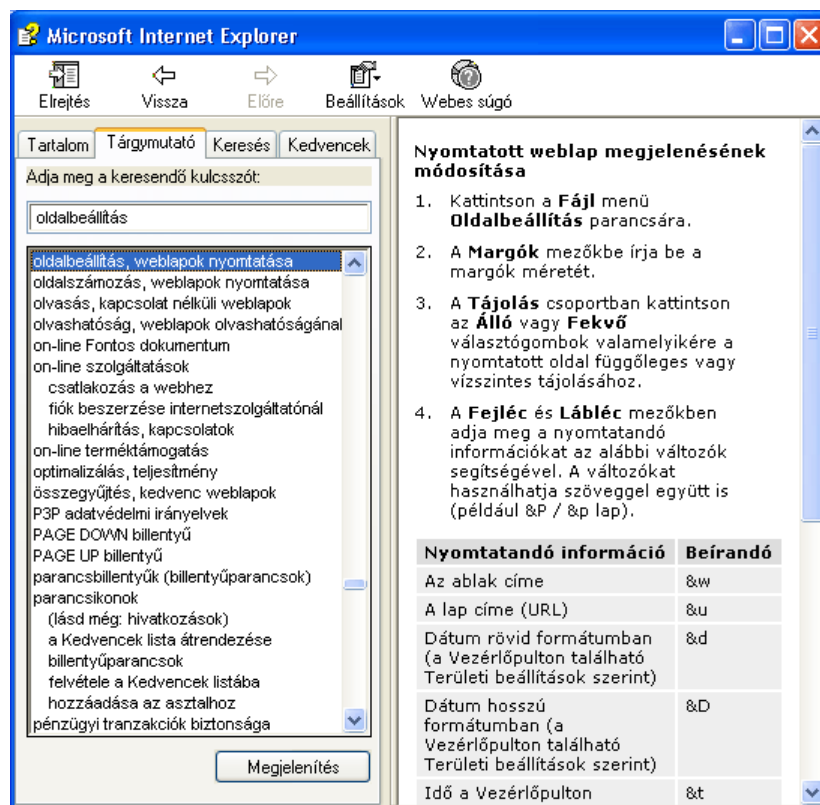 Microsoft Internet Explorer
Elrejtés Vissza Előre Beállítások Webes súgó
Tartalom Tárgymutató Keresés Kedvencek
Adja meg a keresendő kulcsszót:
oldalbeállítás
oldalbeállítás, weblapok nyomtatása
oldalszámozás, weblapok nyomtatása
olvasás, kapcsolat nélküli weblapok
olvashatóság, weblapok olvashatóságánal
on-line Fontos dokumentum
on-line szolgáltatások
csatlakozás a webhez
fiók beszerzése internetszolgáltatónál
hibaelhárítás, kapcsolatok
on-line terméktámogatás
optimalizálás, teljesítmény
összegyűjtés, kedvenc weblapok
P3P adatvédelmi irányelvek
PAGE DOWN billentyű
PAGE UP billentyű
parancsbillentyűk (billentyűparancsok)
parancsikonok
(lásd még: hivatkozások)
a Kedvencek lista átrendezése
billentyűparancsok
felvétele a Kedvencek listába
hozzáadása az asztalhoz
pénzügyi tranzakciók biztonsága
Megjelenítés
Nyomtatott weblap megjelenésének
módosítása
1. Kattintson a Fájl menü
Oldalbeállítás parancsára.
2. A Margók mezőkbe írja be a
margók méretét.
3. A Tájolás csoportban kattintson
az Álló vagy Fekvő
választógombok valamelyikére a
nyomtatott oldal függőleges vagy
vízszintes tájolásához.
4. A Fejléc és Lábléc mezőkben
adja meg a nyomtatandó
információkat az alábbi változók
segítségével. A változókat
használhatja szöveggel együtt is
(például &P / &p lap).
Nyomtatandó információ Beírandó
Az ablak címe &w
A lap címe (URL) &u
Dátum rövid formátumban &d
(a Vezérlőpulton található
Területi beállítások szerint)
Dátum hosszú &D
formátumban (a
Vezérlőpulton található
Területi beállítások szerint)
Idő a Vezérlőpulton &t